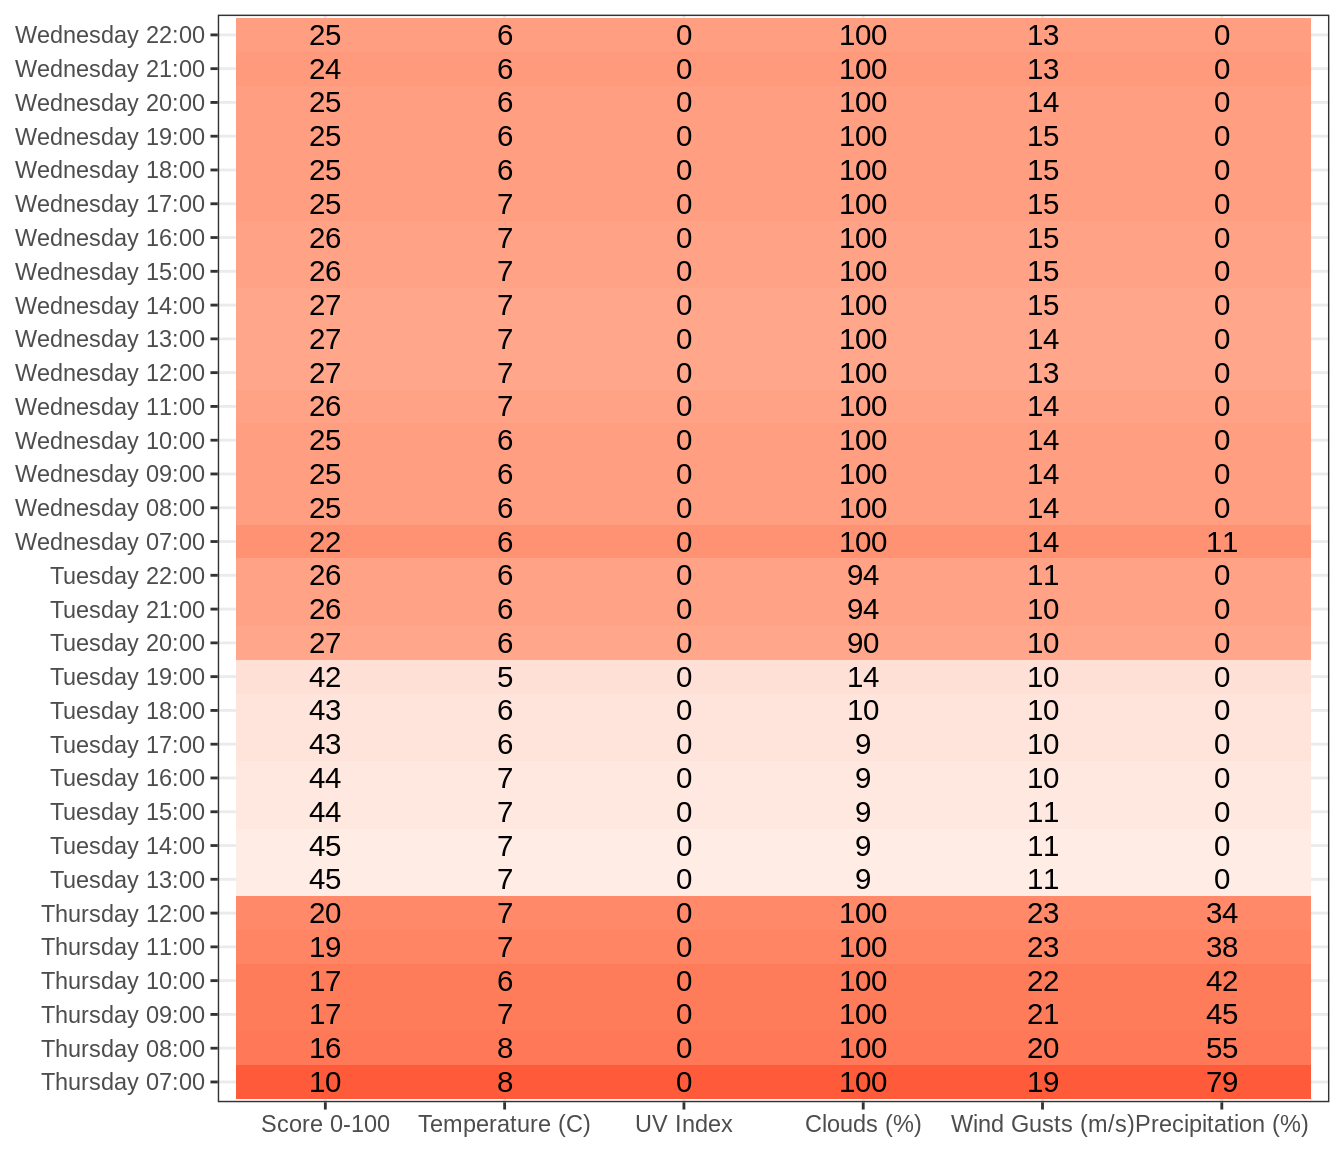 Wednesday 22:00 25 6 0 100 13 0
Wednesday 21:00 24 6 0 100 13 0
Wednesday 20:00 25 6 0 100 14 0
Wednesday 19:00 25 6 0 100 15 0
Wednesday 18:00 25 6 0 100 15 0
Wednesday 17:00 25 7 0 100 15 0
Wednesday 16:00 26 7 0 100 15 0
Wednesday 15:00 26 7 0 100 15 0
Wednesday 14:00 27 7 0 100 15 0
Wednesday 13:00 27 7 0 100 14 0
Wednesday 12:00 27 7 0 100 13 0
Wednesday 11:00 26 7 0 100 14 0
Wednesday 10:00 25 6 0 100 14 0
Wednesday 09:00 25 6 0 100 14 0
Wednesday 08:00 25 6 0 100 14 0
Wednesday 07:00 22 6 0 100 14 11
Tuesday 22:00 26 6 0 94 11 0
Tuesday 21:00 26 6 0 94 10 0
Tuesday 20:00 27 6 0 90 10 0
Tuesday 19:00 42 5 0 14 10 0
Tuesday 18:00 43 6 0 10 10 0
Tuesday 17:00 43 6 0 9 10 0
Tuesday 16:00 44 7 0 9 10 0
Tuesday 15:00 44 7 0 9 11 0
Tuesday 14:00 45 7 0 9 11 0
Tuesday 13:00 45 7 0 9 11 0
Thursday 12:00 20 7 0 100 23 34
Thursday 11:00 19 7 0 100 23 38
Thursday 10:00 17 6 0 100 22 42
Thursday 09:00 17 7 0 100 21 45
Thursday 08:00 16 8 0 100 20 55
Thursday 07:00 10 8 0 100 19 79
Score 0-100 Temperature (C) UV Index Clouds (%) Wind Gusts (m/s) Precipitation (%)